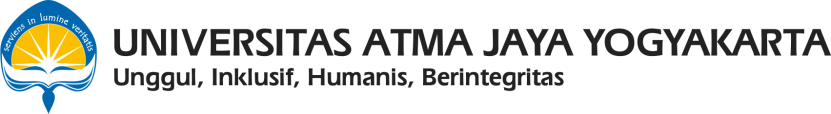 serviens in lumine veritatis
UNIVERSITAS ATMA JAYA YOGYAKARTA
Unggul, Inklusif, Humanis, Berintegritas